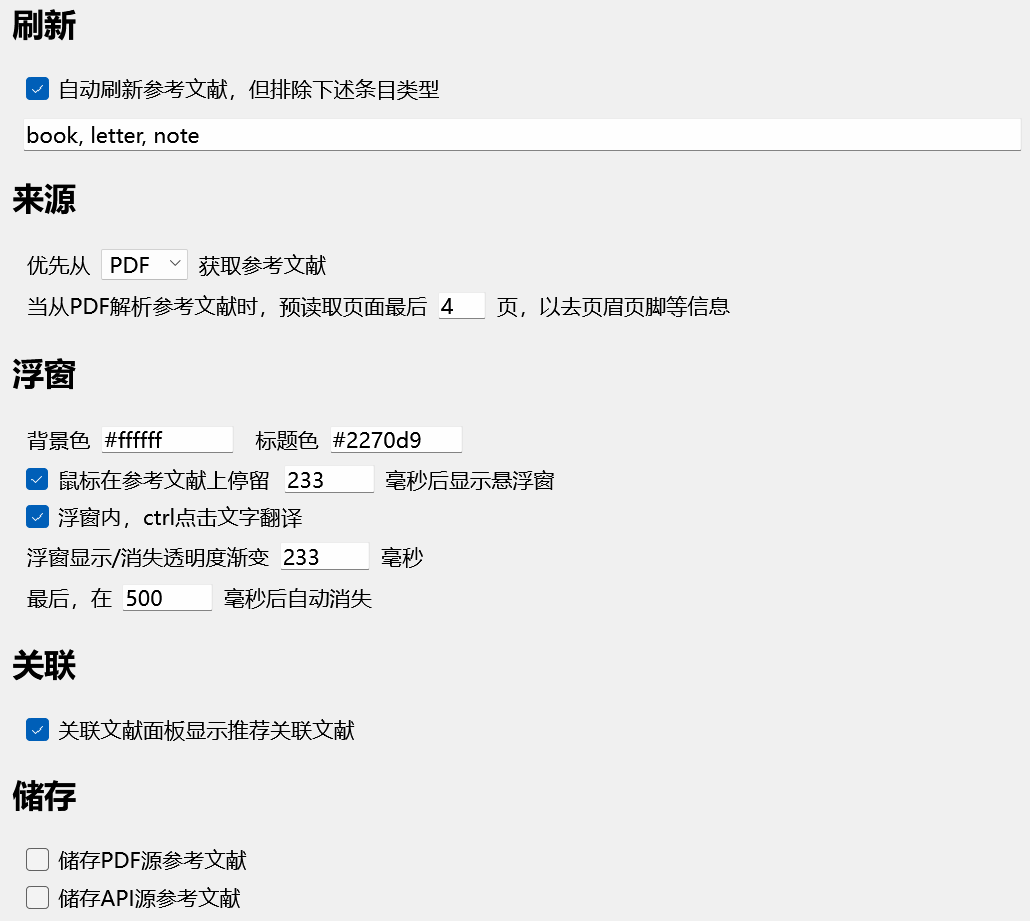 刷新
自动刷新参考文献，但排除下述条目类型
book, letter, note
来源
优先从 PDF 获取参考文献
当从PDF解析参考文献时，预读取页面最后 4 页，以去页眉页脚等信息
浮窗
背景色 #ffffff 标题色 #2270d9
鼠标在参考文献上停留 233 毫秒后显示悬浮窗
浮窗内，ctrl点击文字翻译
浮窗显示/消失透明度渐变 233 毫秒
最后，在 500 毫秒后自动消失
关联
关联文献面板显示推荐关联文献
储存
储存PDF源参考文献
储存API源参考文献